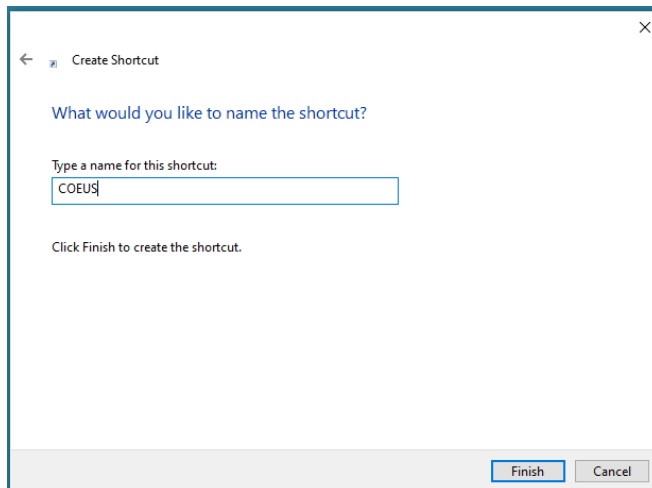 Create Shortcut
What would you like to name the shortcut?
Type a name for this shortcut:
COEUS
Click Finish to create the shortcut.
Finish Cancel